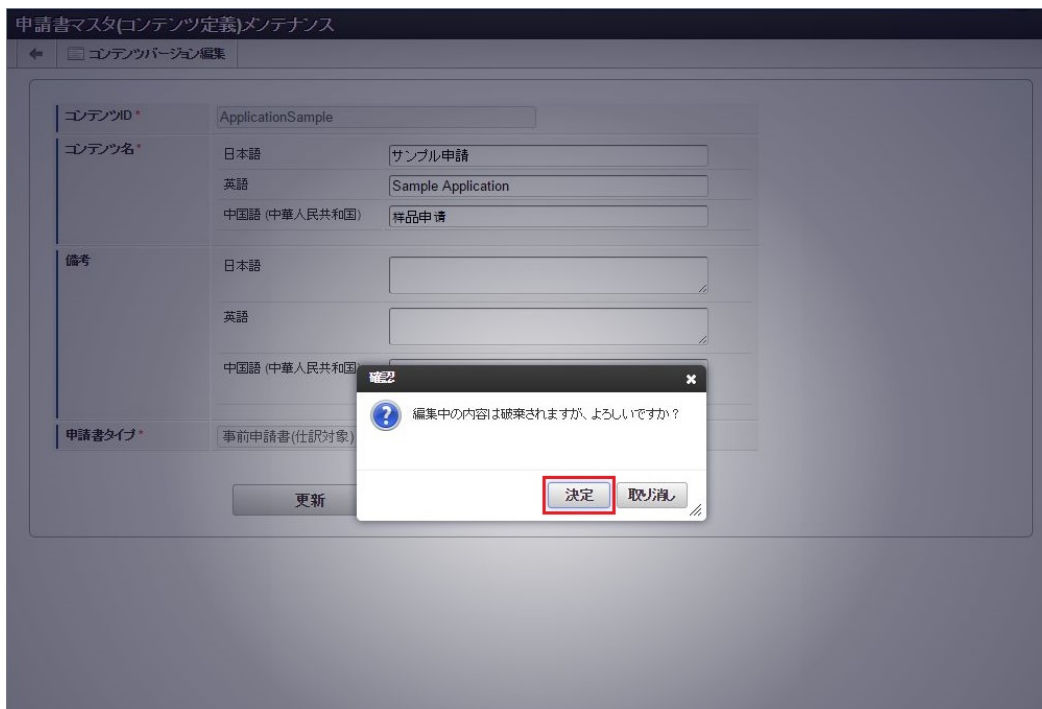 申請書マスタ(コンテンツ定義)メンテナンス
コンテンツバージョン編集
コンテンツID *
ApplicationSample
コンテンツ名 *
日本語
サンプル申請
英語
Sample Application
中国語 (中華人民共和国)
样品申请
備考
日本語
英語
中国語 (中華人民共和国)
確認
編集中の内容は破棄されますが、よろしいですか？
申請書タイプ *
事前申請書(仕訳対象)
決定
取り消し
更新